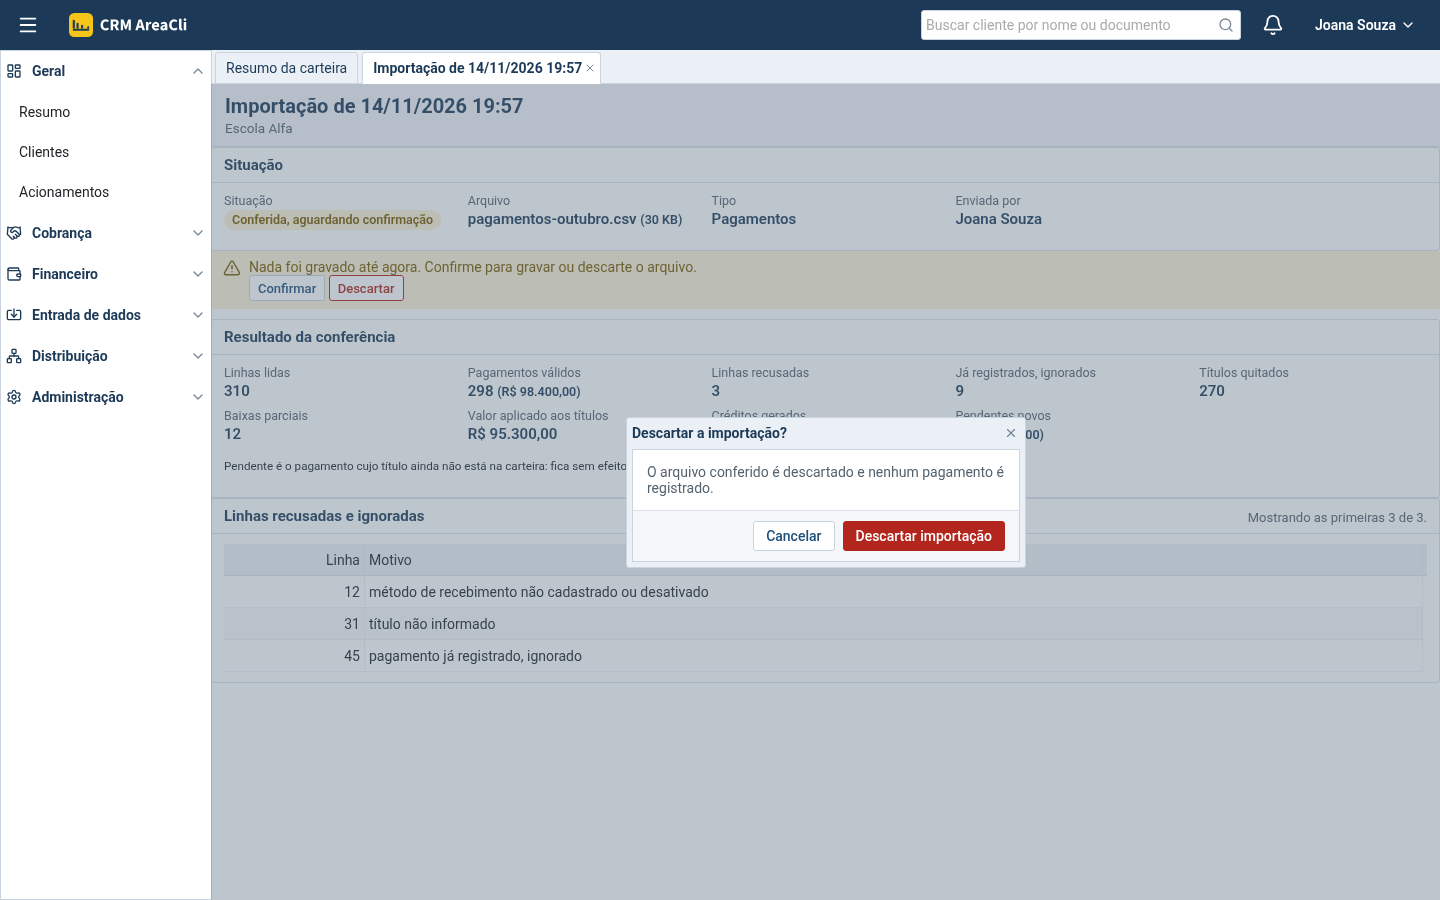 CRM AreaCli
Buscar cliente por nome ou documento
Joana Souza
Geral
Resumo
Clientes
Acionamentos
Cobrança
Financeiro
Entrada de dados
Distribuição
Administração
Resumo da carteira
Importação de 14/11/2026 19:57
Importação de 14/11/2026 19:57
Escola Alfa
Situação
Situação Arquivo Tipo Enviada por
Conferida, aguardando confirmação pagamentos-outubro.csv (30 KB) Pagamentos Joana Souza
Nada foi gravado até agora. Confirme para gravar ou descarte o arquivo.
Confirmar Descartar
Resultado da conferência
Linhas lidas Pagamentos válidos Linhas recusadas Já registrados, ignorados Títulos quitados
310 298 (R$ 98.400,00) 3 9 270
Baixas parciais Valor aplicado aos títulos Créditos gerados Pendentes novos
12 R$ 95.300,00 00)
Pendente é o pagamento cujo título ainda não está na carteira: fica sem efeito
Descartar a importação?
O arquivo conferido é descartado e nenhum pagamento é
registrado.
Cancelar Descartar importação
Linhas recusadas e ignoradas
Mostrando as primeiras 3 de 3.
Linha Motivo
12 método de recebimento não cadastrado ou desativado
31 título não informado
45 pagamento já registrado, ignorado